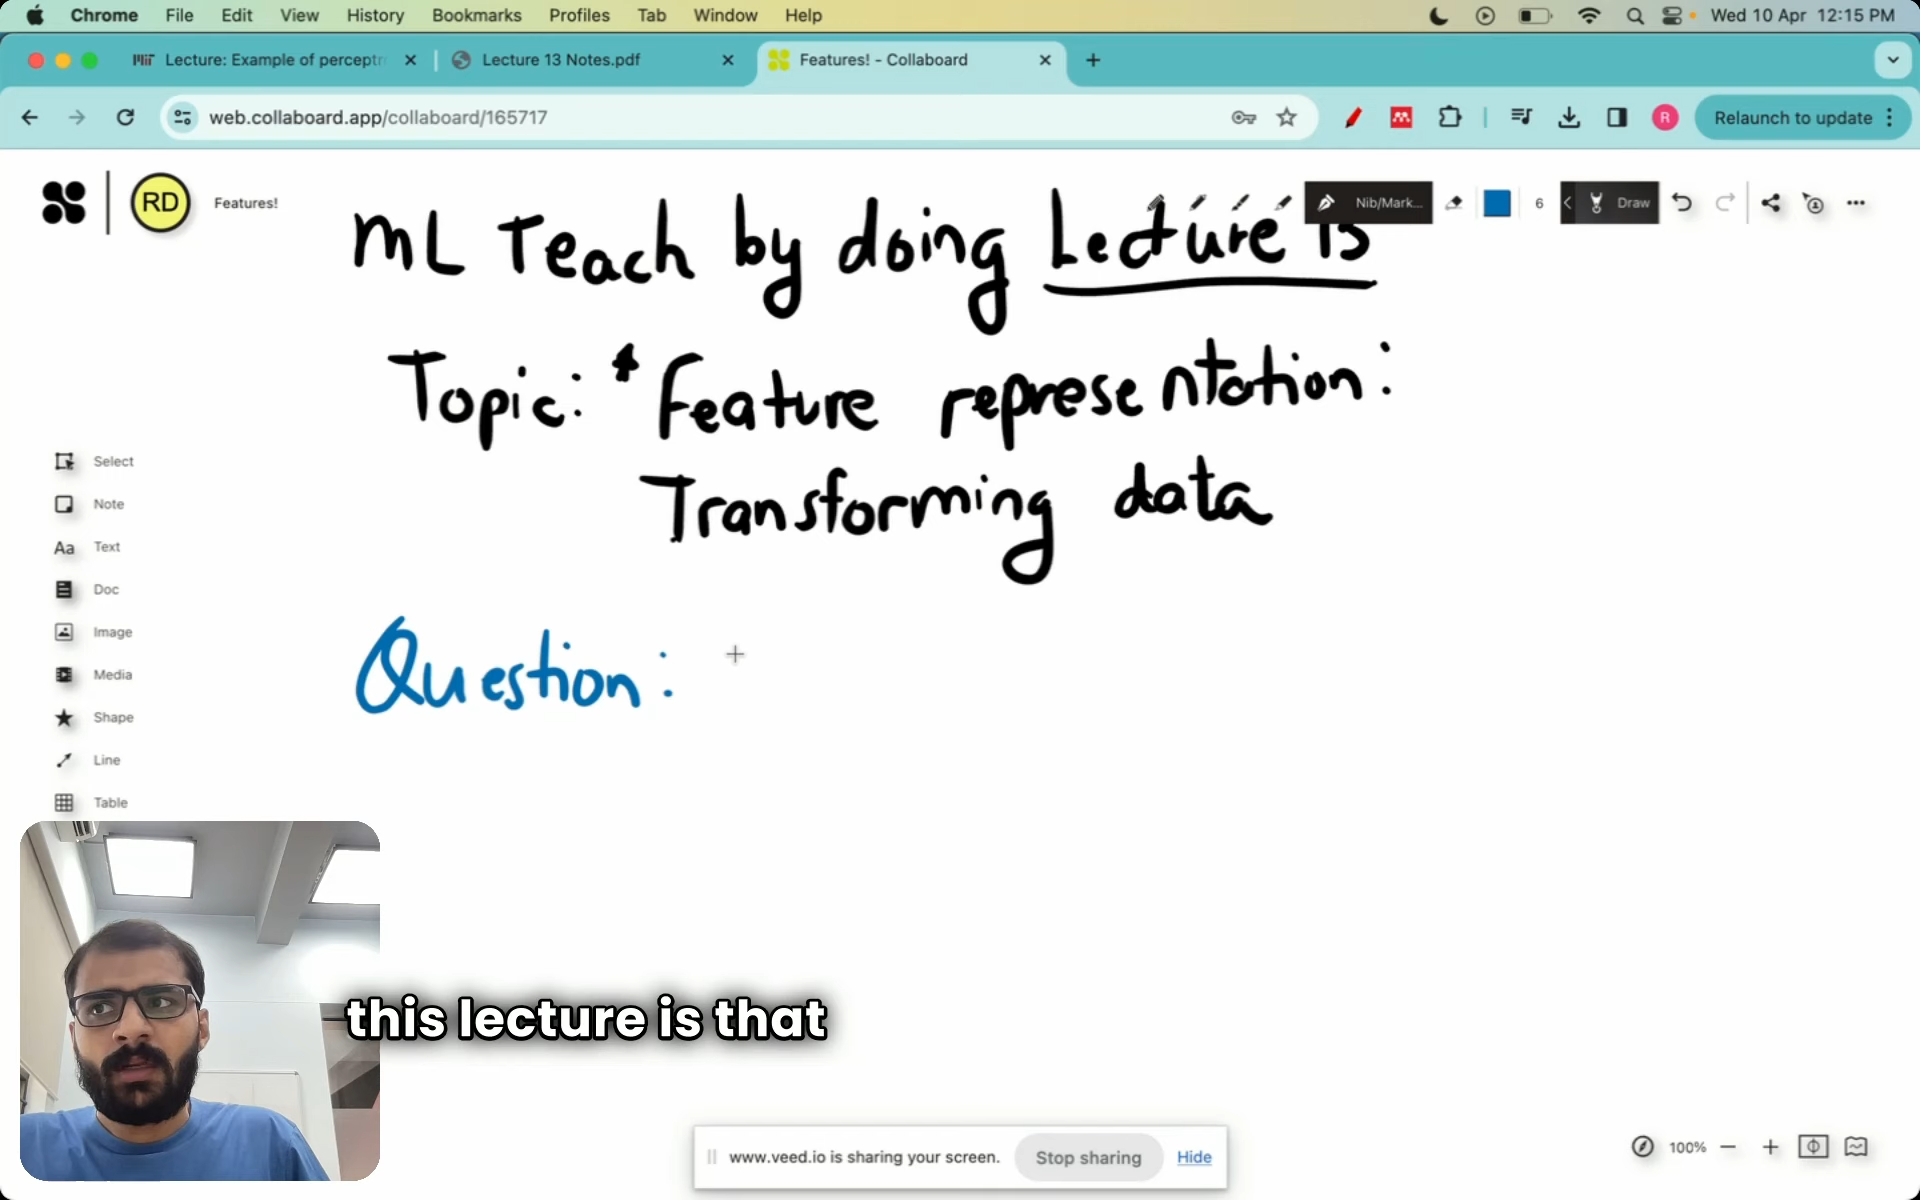 Chrome File Edit View History Bookmarks Profiles Tab Window Help Wed 10 Apr 12:15 PM
MIT Lecture: Example of perceptr Lecture 13 Notes.pdf Features! - Collaboard
web.collaboard.app/collaboard/165717 R Relaunch to update
RD Features! Nib/Mark... 6 Draw
ML Teach by doing Lecture 15
Topic: * Feature representation:
Transforming data
Question:
Select
Note
Aa Text
Doc
Image
Media
Shape
Line
Table
this lecture is that
www.veed.io is sharing your screen. Stop sharing Hide
100%